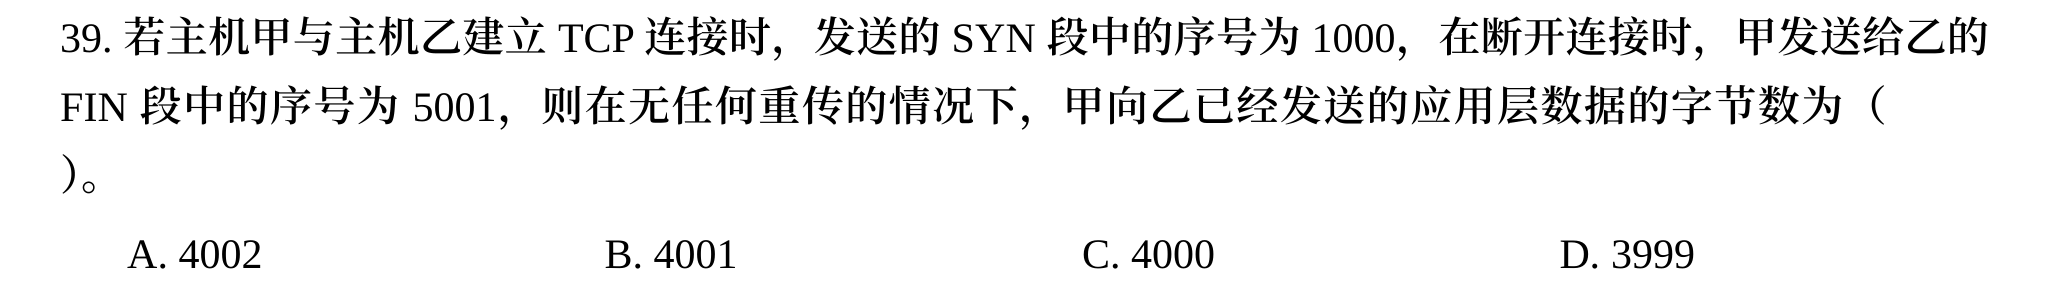 39. 若主机甲与主机乙建立 TCP 连接时，发送的 SYN 段中的序号为 1000，在断开连接时，甲发送给乙的
FIN 段中的序号为 5001，则在无任何重传的情况下，甲向乙已经发送的应用层数据的字节数为（
）。
A. 4002 B. 4001 C. 4000 D. 3999